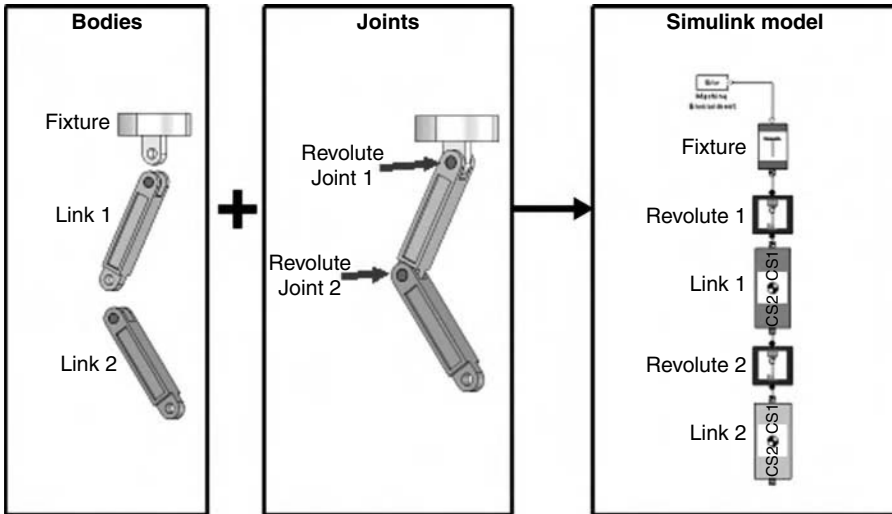 Bodies
Fixture
Link 1
Link 2
Joints
Revolute
Joint 1
Revolute
Joint 2
Simulink model
Env
Fixture
Revolute 1
Link 1
CS2 CS1
Revolute 2
Link 2
CS2 CS1